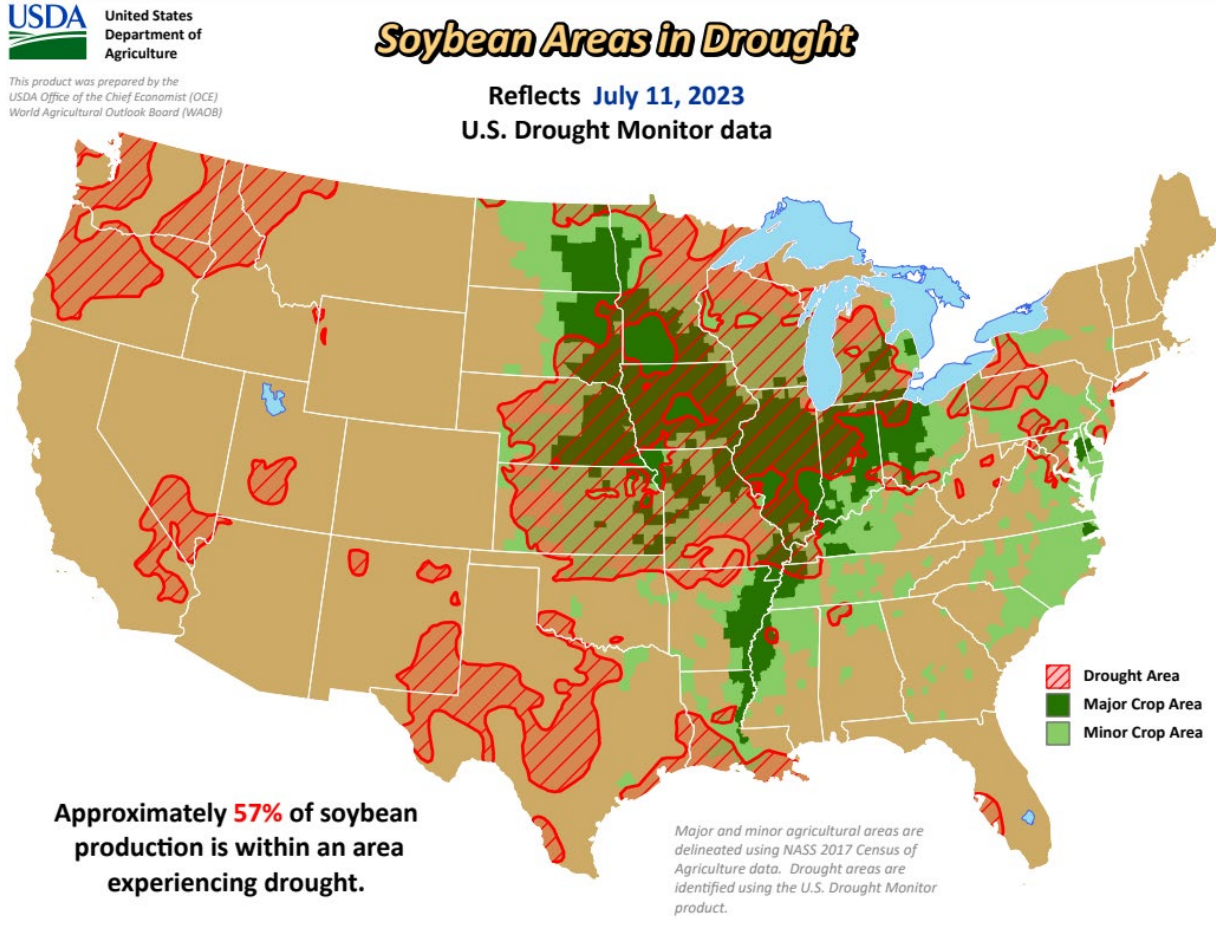 USDA
United States
Department of
Agriculture
This product was prepared by the
USDA Office of the Chief Economist (OCE)
World Agricultural Outlook Board (WAOB)
Soybean Areas in Drought
Reflects July 11, 2023
U.S. Drought Monitor data
Drought Area
Major Crop Area
Minor Crop Area
Approximately 57% of soybean
production is within an area
experiencing drought.
Major and minor agricultural areas are
delineated using NASS 2017 Census of
Agriculture data. Drought areas are
identified using the U.S. Drought Monitor
product.